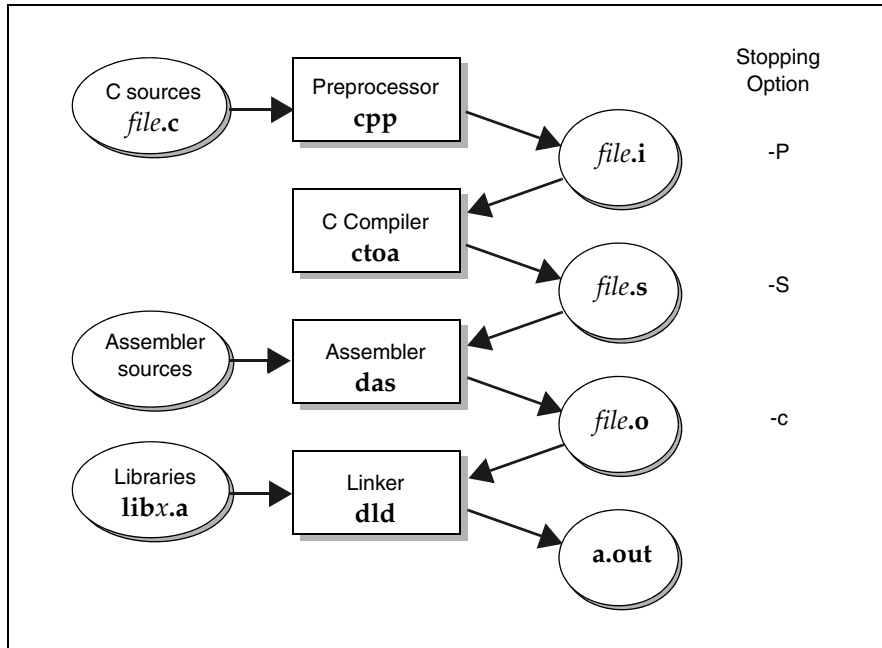 Stopping
Option
C sources
file.c
Preprocessor
cpp
file.i
-P
C Compiler
ctoa
file.s
-S
Assembler
sources
Assembler
das
file.o
-c
Libraries
libx.a
Linker
dld
a.out